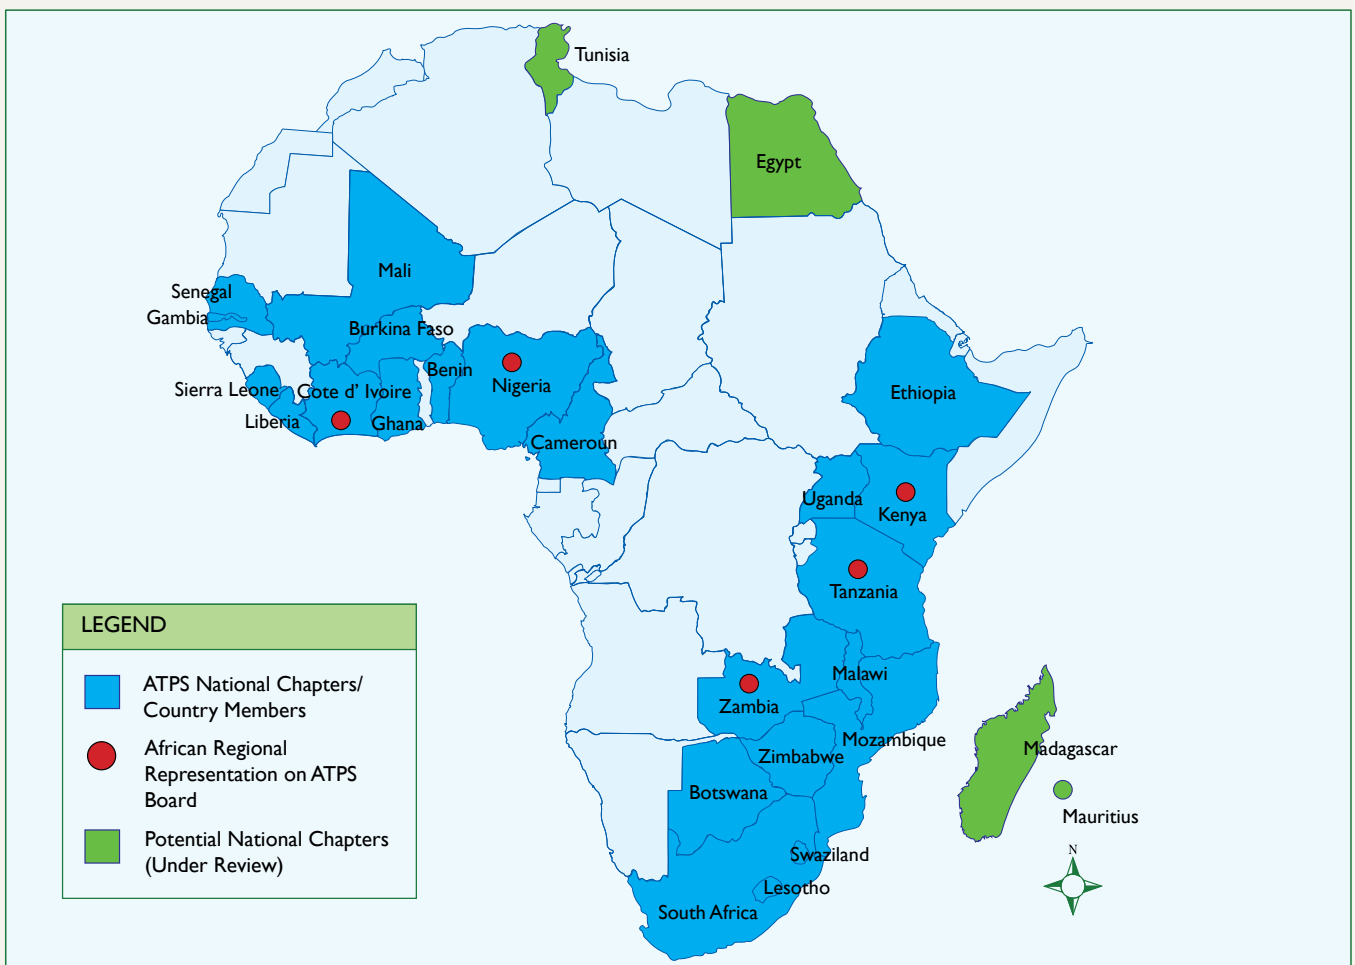 Tunisia
Egypt
Mali
Senegal
Gambia
Burkina Faso
Benin
Nigeria
Sierra Leone
Cote d' Ivoire
Liberia
Ghana
Cameroun
Ethiopia
Uganda
Kenya
Tanzania
Malawi
Zambia
Mozambique
Zimbabwe
Botswana
Swaziland
Lesotho
South Africa
Madagascar
Mauritius
N
LEGEND
ATPS National Chapters/
Country Members
African Regional
Representation on ATPS
Board
Potential National Chapters
(Under Review)